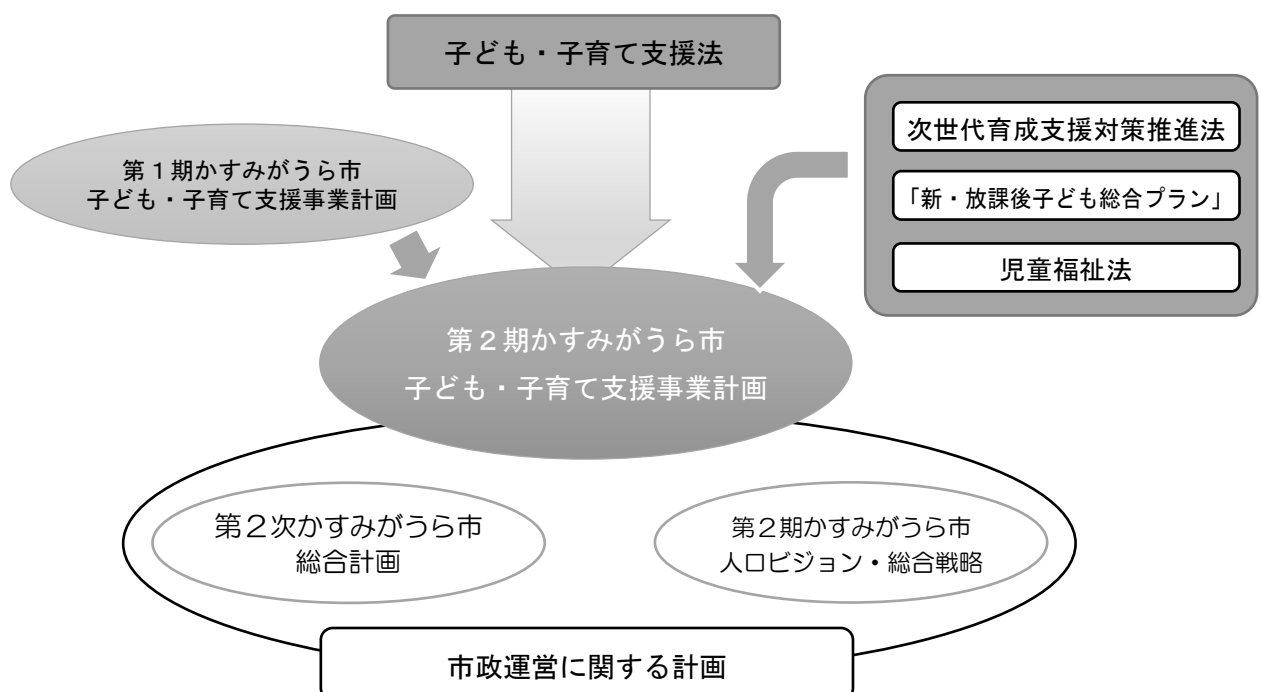 子ども・子育て支援法
第１期かすみがうら市
子ども・子育て支援事業計画
次世代育成支援対策推進法
「新・放課後子ども総合プラン」
児童福祉法
第２期かすみがうら市
子ども・子育て支援事業計画
第２次かすみがうら市
総合計画
第２期かすみがうら市
人口ビジョン・総合戦略
市政運営に関する計画